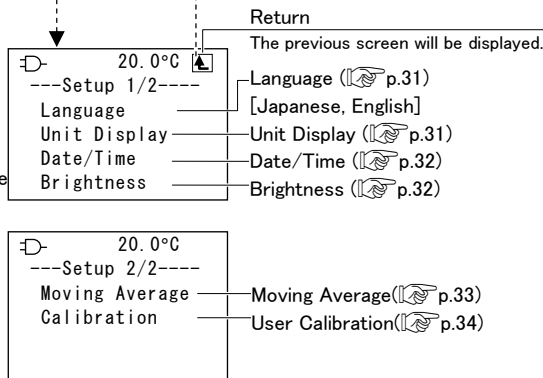 Return
The previous screen will be displayed.
20.0°C
---Setup 1/2----
Language
Unit Display
Date/Time
Brightness
Language (p.31)
[Japanese, English]
Unit Display (p.31)
Date/Time (p.32)
Brightness (p.32)
e
20.0°C
---Setup 2/2----
Moving Average
Calibration
Moving Average(p.33)
User Calibration(p.34)